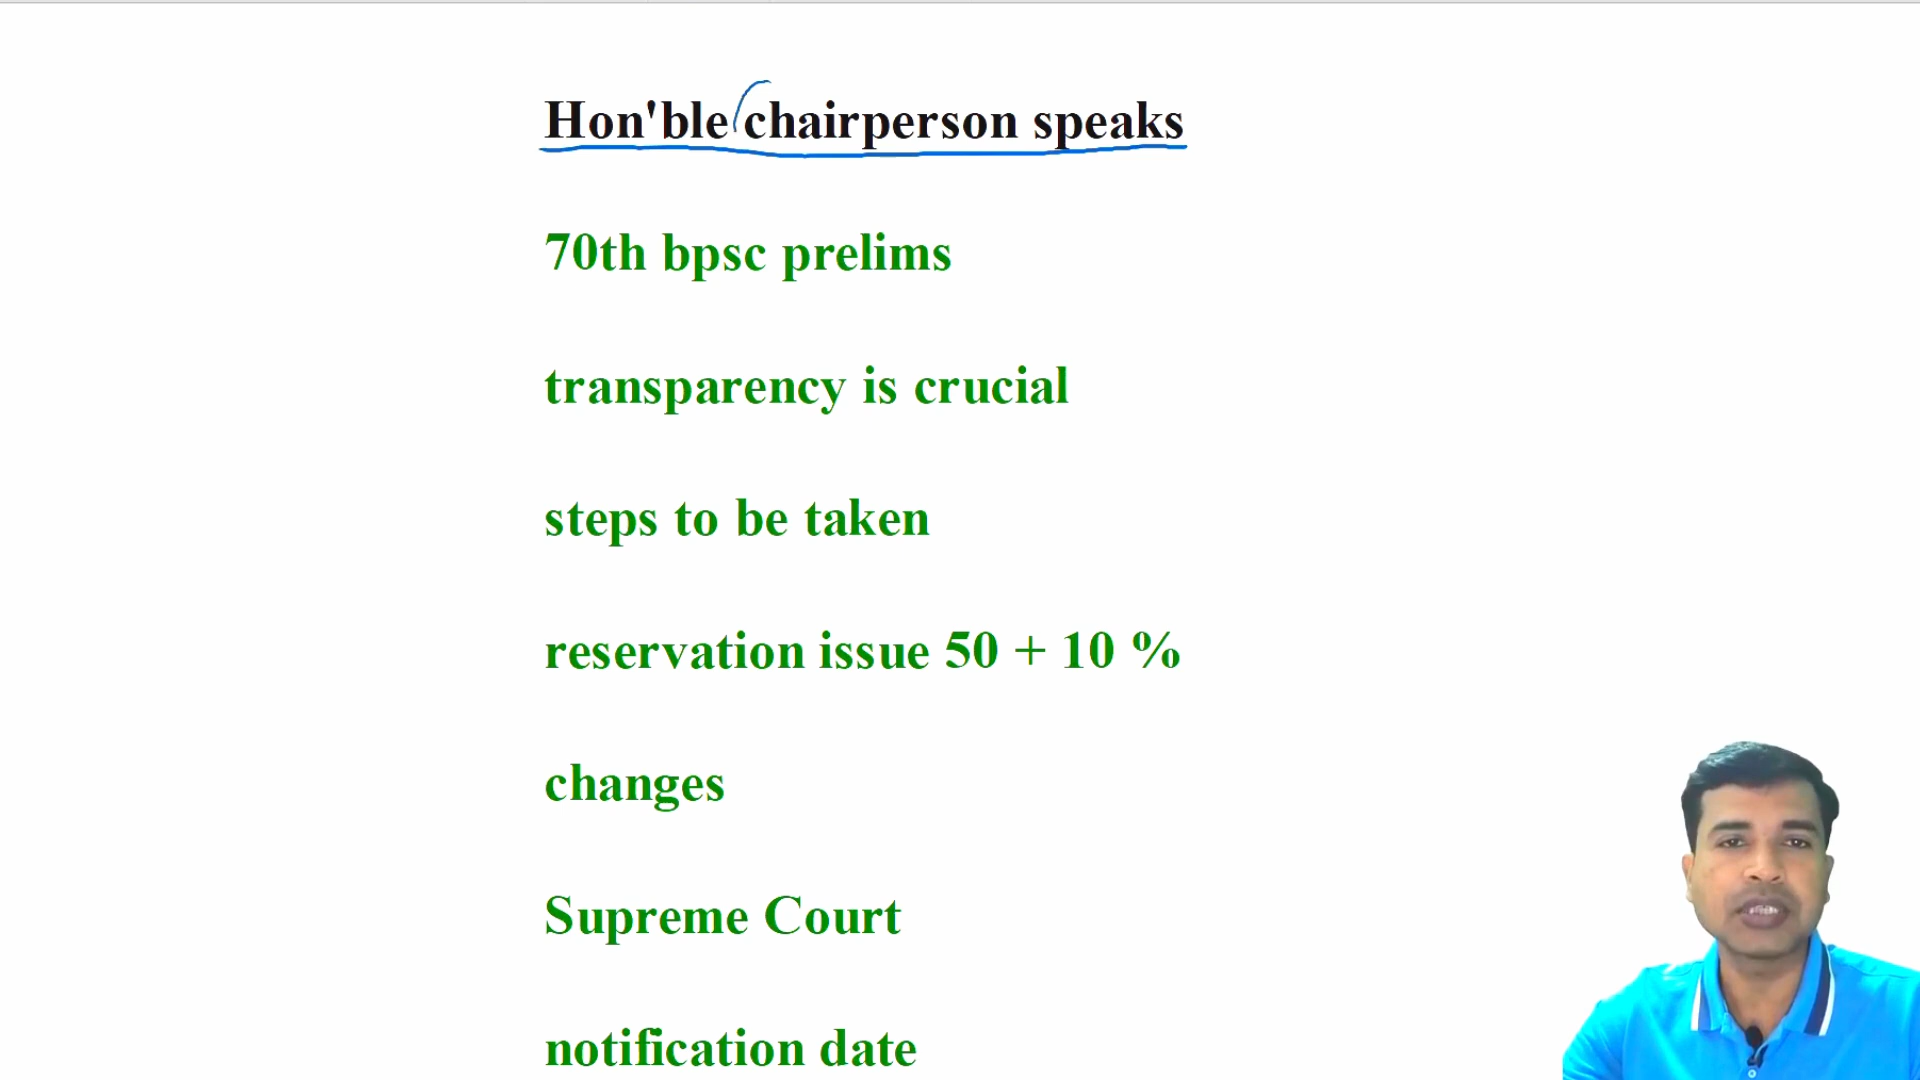 Hon'ble chairperson speaks
70th bpsc prelims
transparency is crucial
steps to be taken
reservation issue 50 + 10 %
changes
Supreme Court
notification date